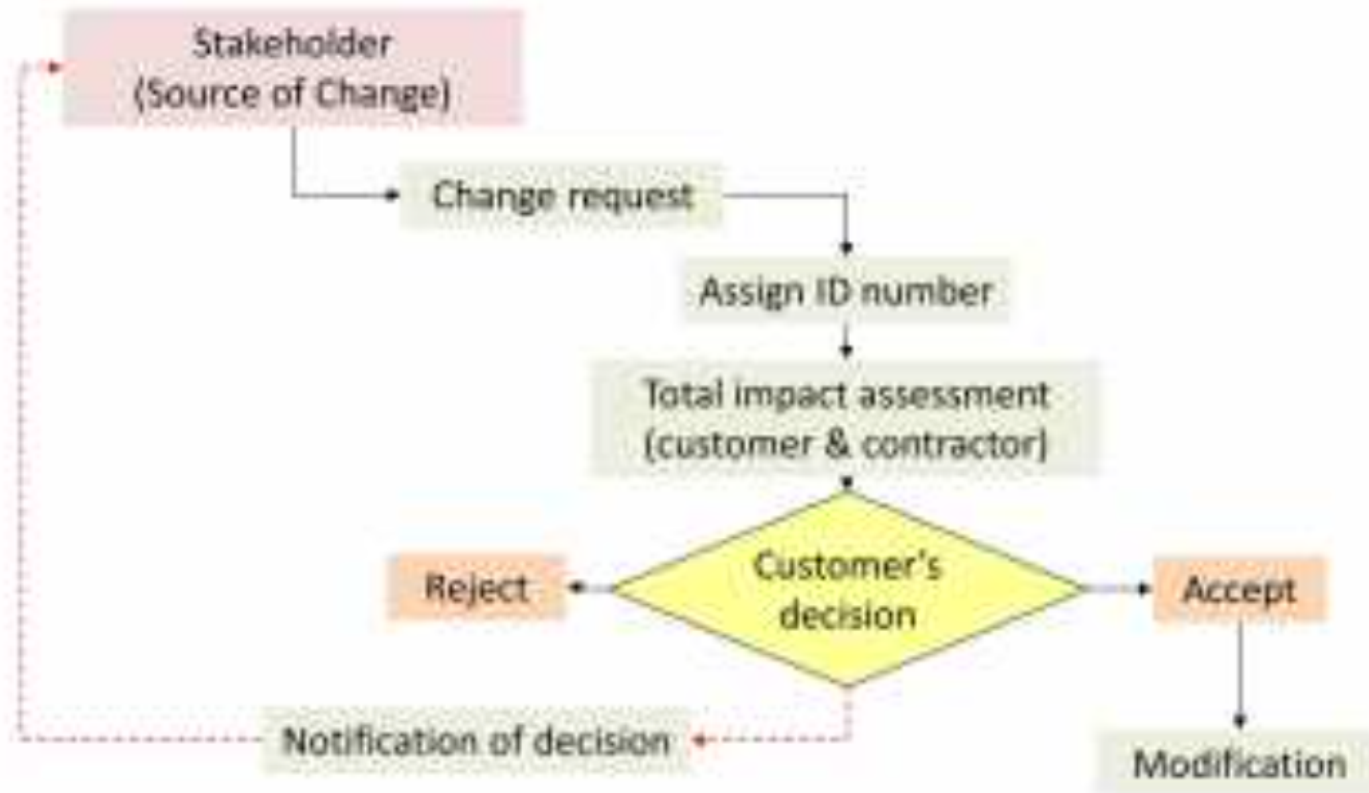 Stakeholder
(Source of Change)
Change request
Assign ID number
Total impact assessment
(customer & contractor)
Customer's
decision
Reject
Accept
Notification of decision
Modification